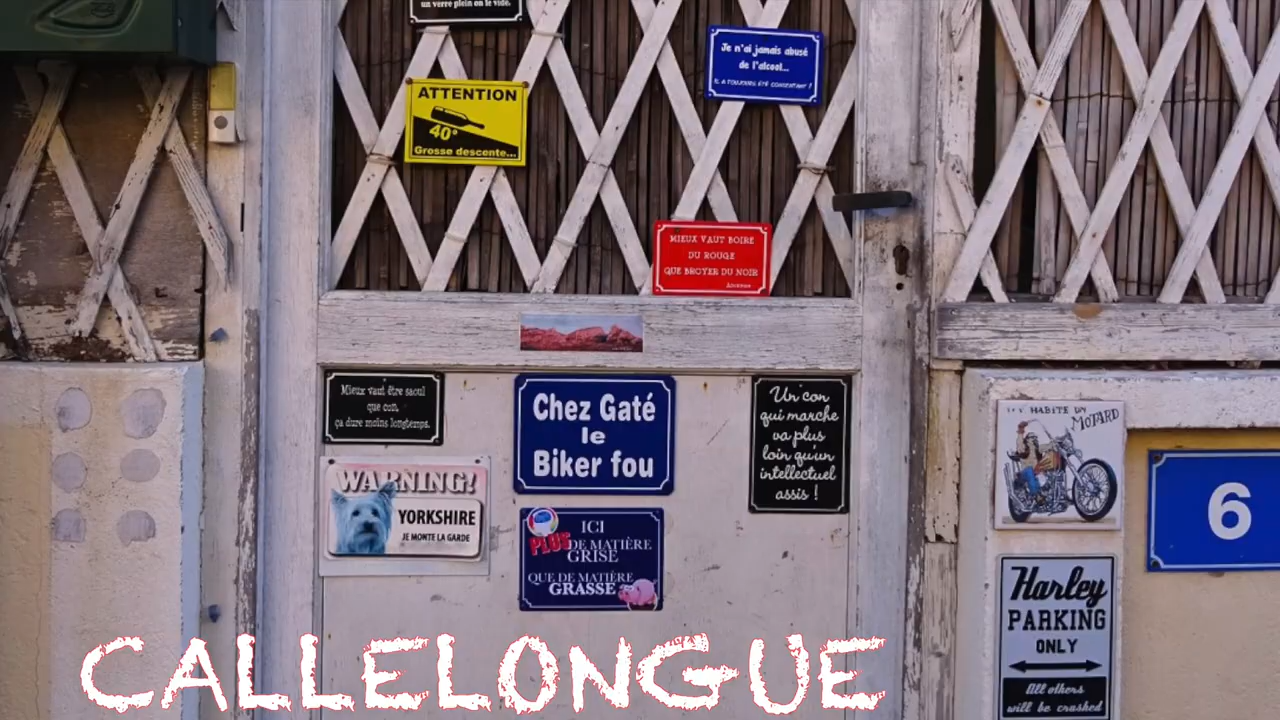 un verre plein on le vide.
Je n'ai jamais abusé
de l'alcool...
IL A TOUJOURS ÉTÉ CONSENTANT !
ATTENTION
40°
Grosse descente...
MIEUX VAUT BOIRE
DU ROUGE
QUE BROYER DU NOIR
Mieux vaut être saoul
que con,
ça dure moins longtemps.
Chez Gaté
le
Biker fou
Un con
qui marche
va plus
loin qu'un
intellectuel
assis !
WARNING!
YORKSHIRE
JE MONTE LA GARDE
ICI
PLUS DE MATIÈRE
GRISE
QUE DE MATIÈRE
GRASSE
HABITE UN
MOTARD
6
Harley
PARKING
ONLY
All others
will be crushed
CALLELONGUE